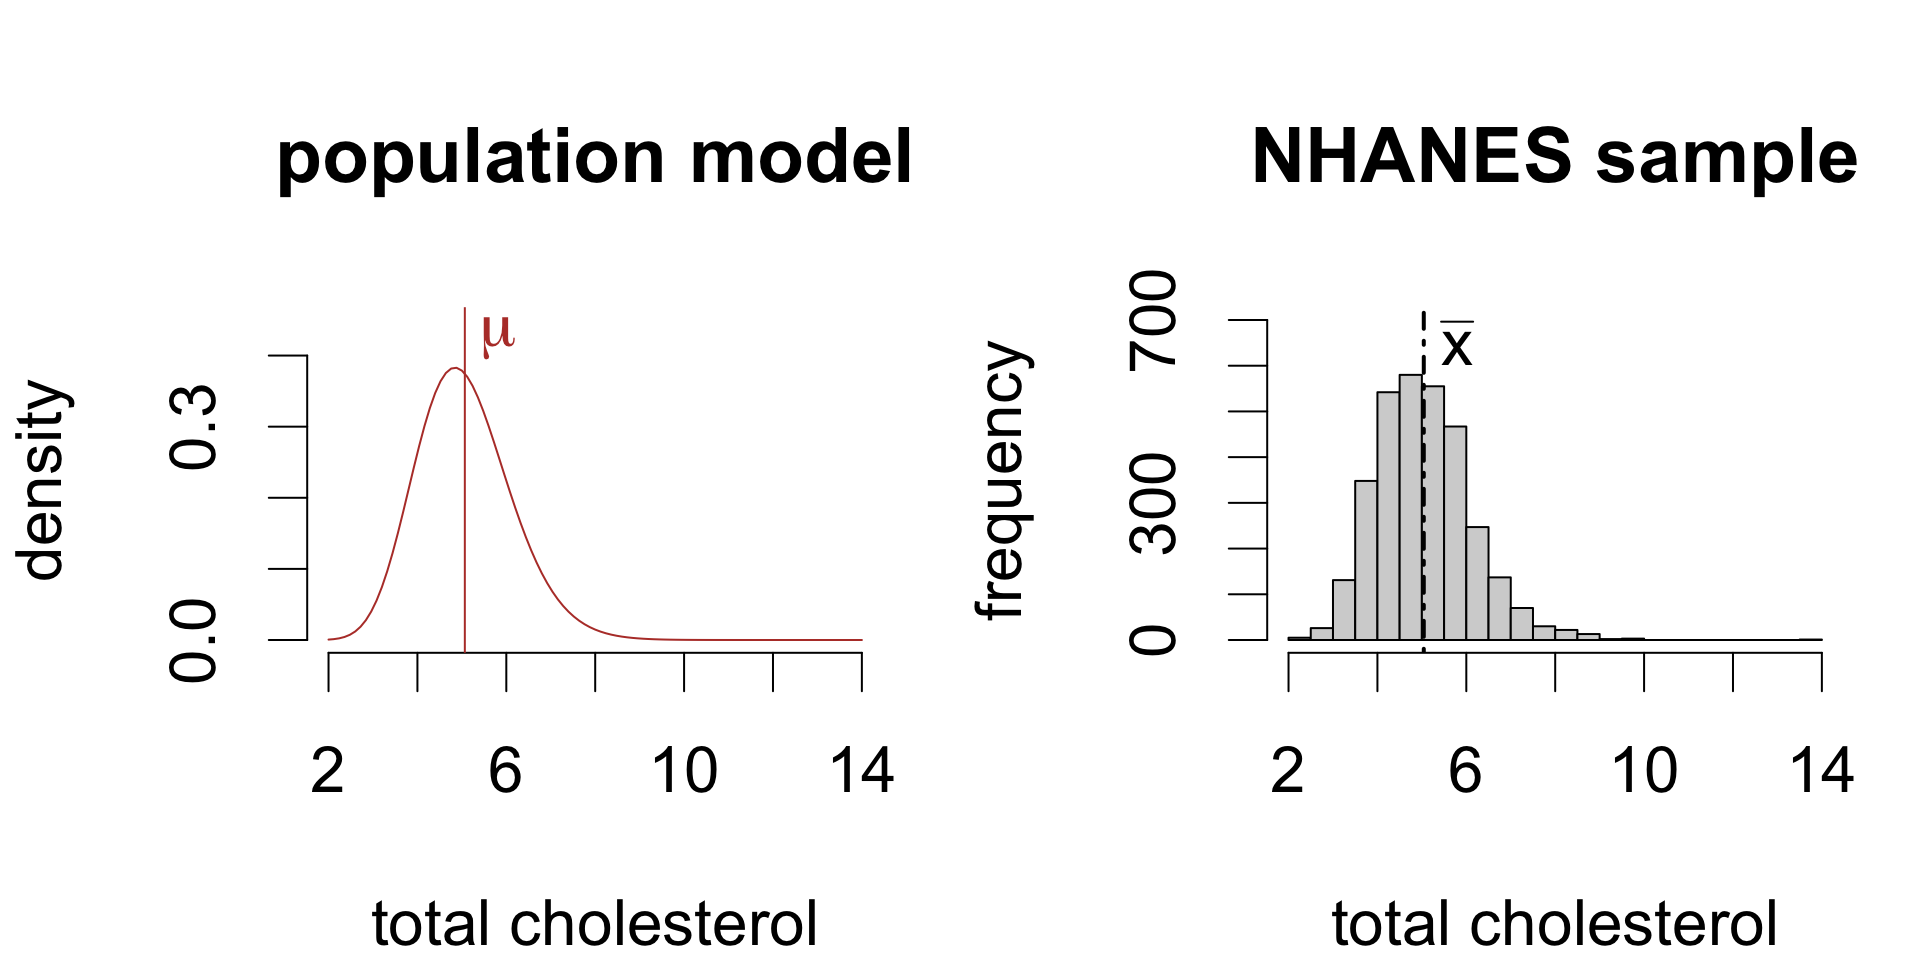 population model
μ
density
0.0
0.3
2
6
10
14
total cholesterol
NHANES sample
x̄
frequency
0
300
700
2
6
10
14
total cholesterol